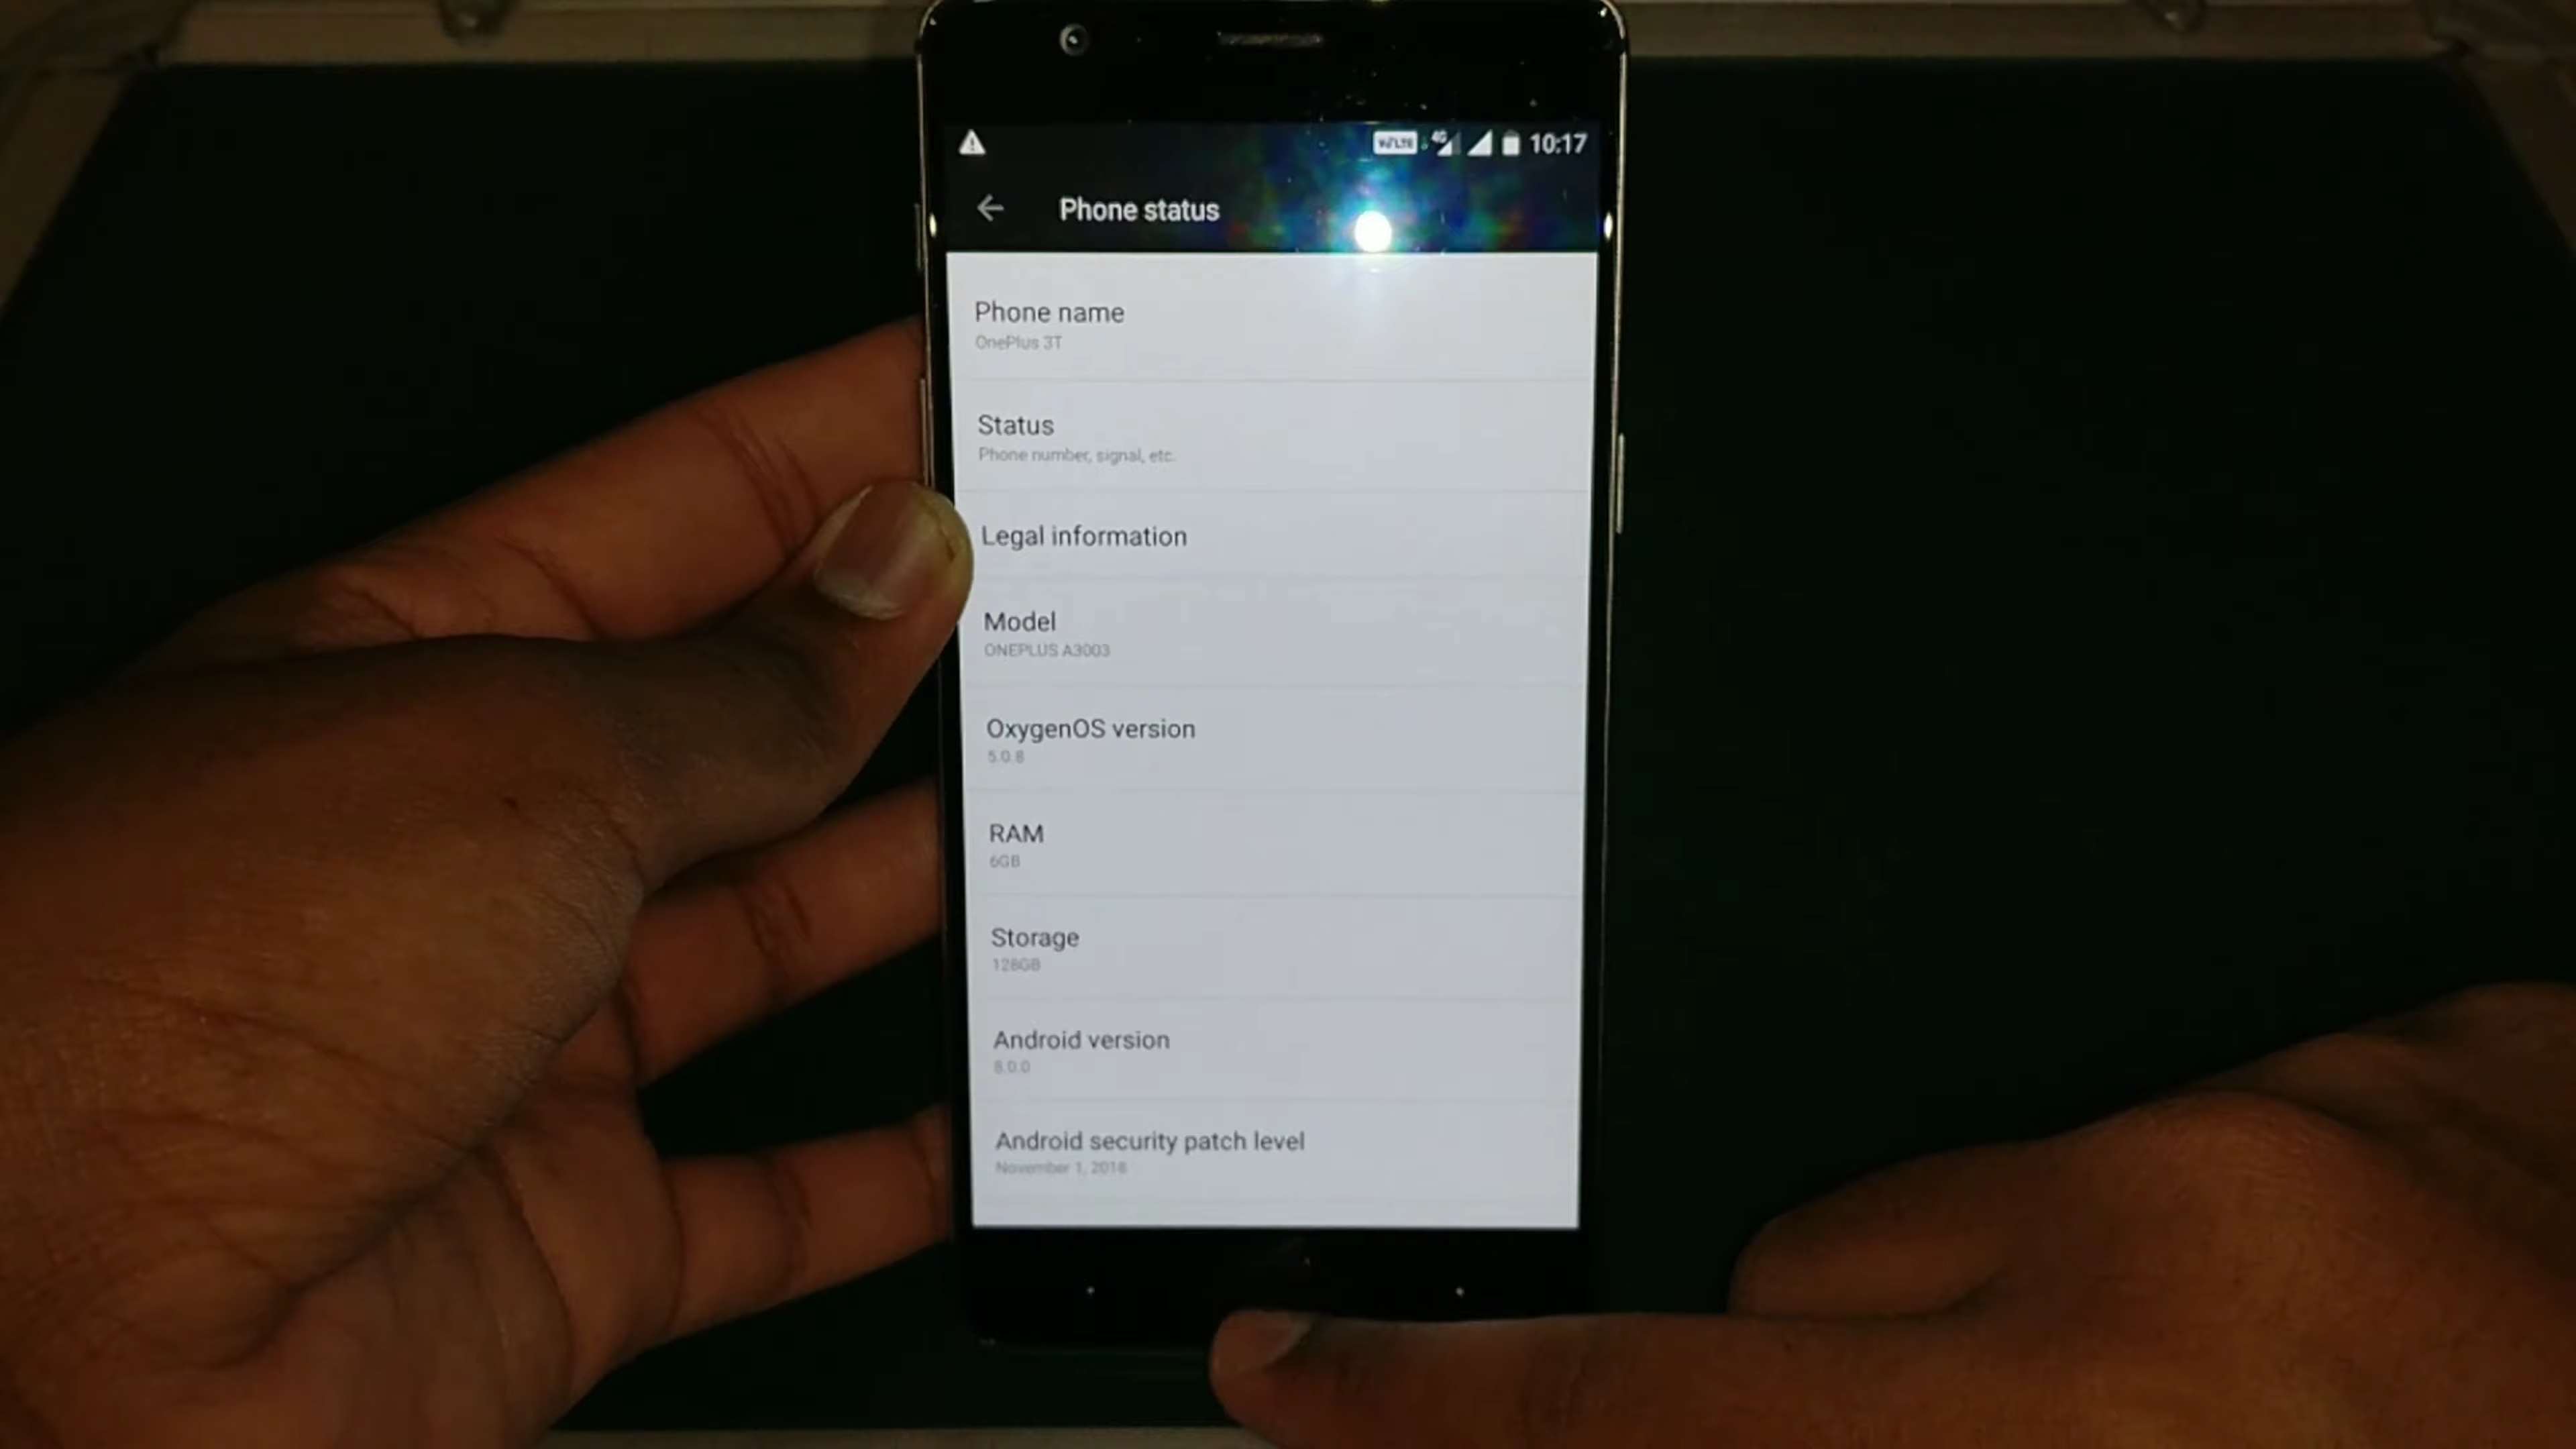 VoLTE 4G 10:17
Phone status
Phone name
OnePlus 3T
Status
Phone number, signal, etc.
Legal information
Model
ONEPLUS A3003
OxygenOS version
5.0.8
RAM
6GB
Storage
128GB
Android version
8.0.0
Android security patch level
November 1, 2018